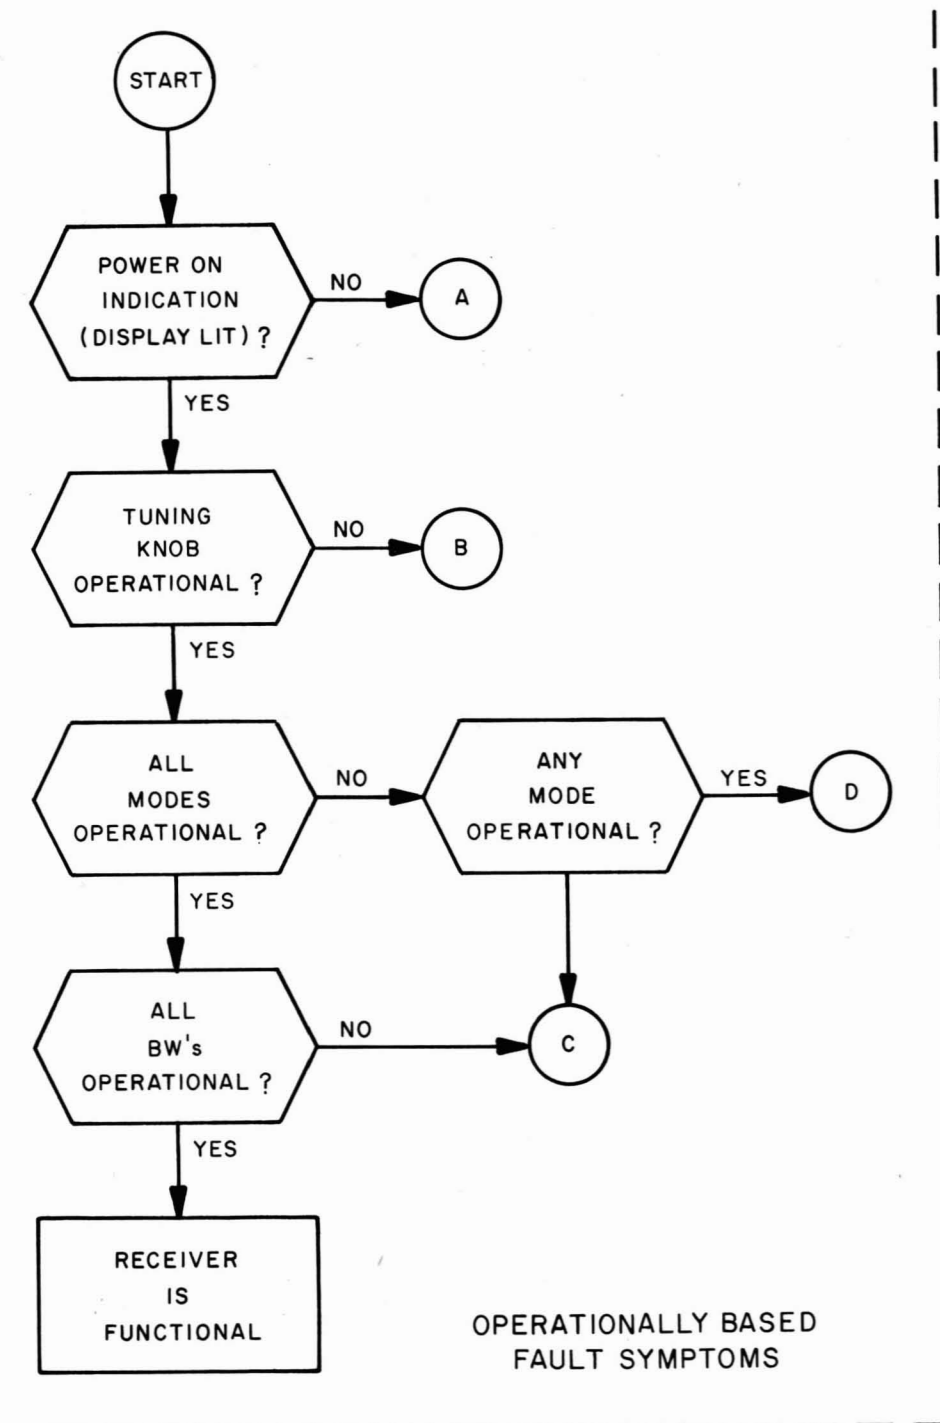 START
POWER ON
INDICATION
(DISPLAY LIT) ?
NO
A
YES
TUNING
KNOB
OPERATIONAL ?
NO
B
YES
ALL
MODES
OPERATIONAL ?
NO
ANY
MODE
OPERATIONAL ?
YES
D
YES
ALL
BW's
OPERATIONAL ?
NO
C
YES
RECEIVER
IS
FUNCTIONAL
OPERATIONALLY BASED
FAULT SYMPTOMS